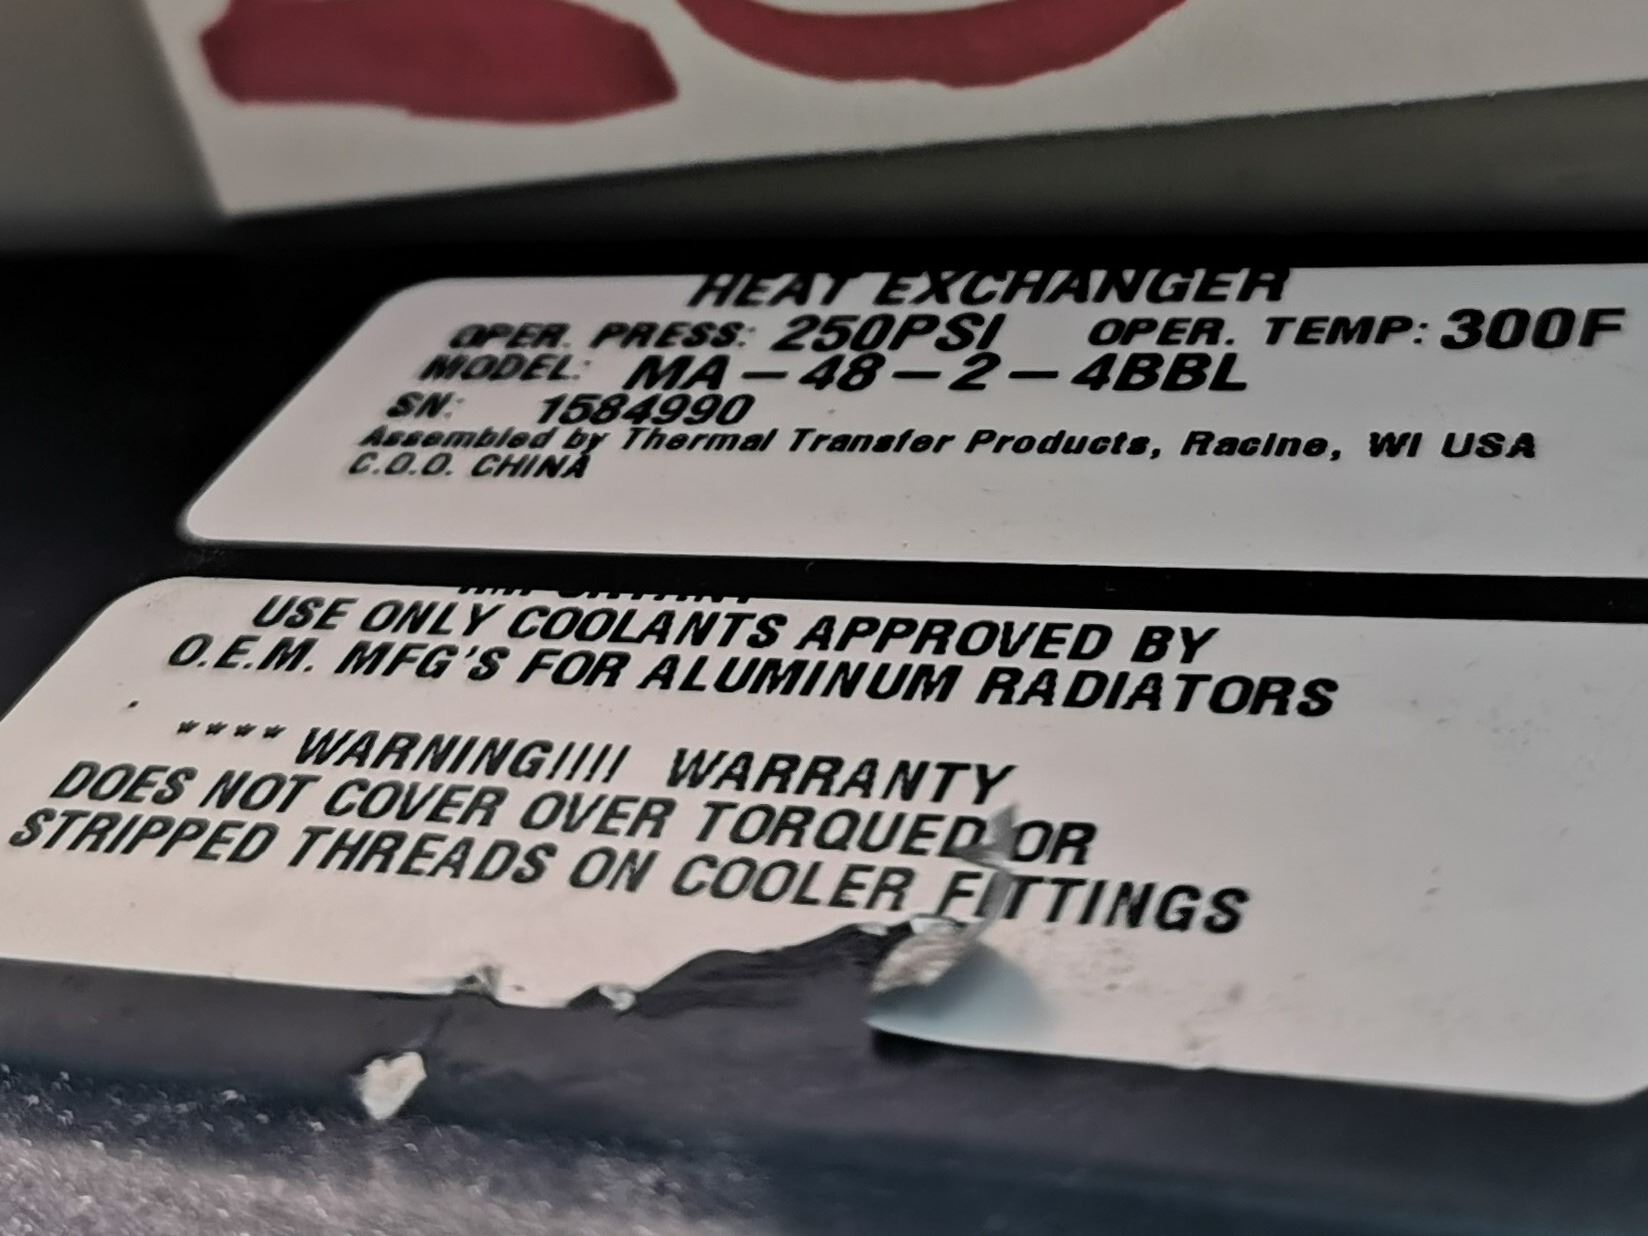 HEAT EXCHANGER
OPER. PRESS: 250PSI OPER. TEMP: 300F
MODEL: MA-48-2-4BBL
SN: 1584990
Assembled by Thermal Transfer Products, Racine, WI USA
C.O.O. CHINA
IMPORTANT
USE ONLY COOLANTS APPROVED BY
O.E.M. MFG'S FOR ALUMINUM RADIATORS
**** WARNING!!!! WARRANTY
DOES NOT COVER OVER TORQUED OR
STRIPPED THREADS ON COOLER FITTINGS